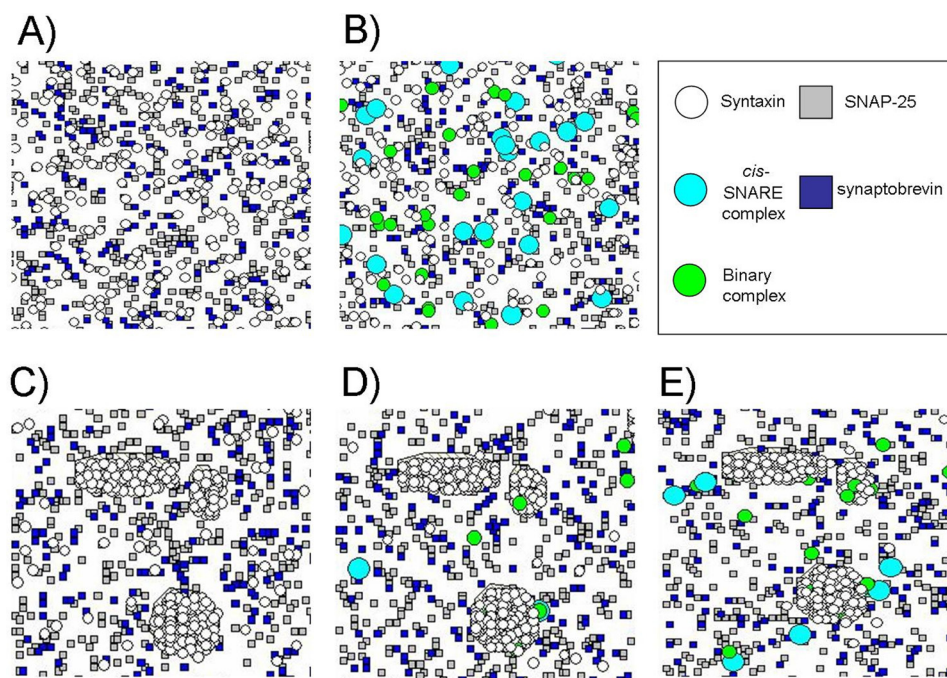 A)
B)
Syntaxin
SNAP-25
cis-
SNARE
complex
synaptobrevin
Binary
complex
C)
D)
E)